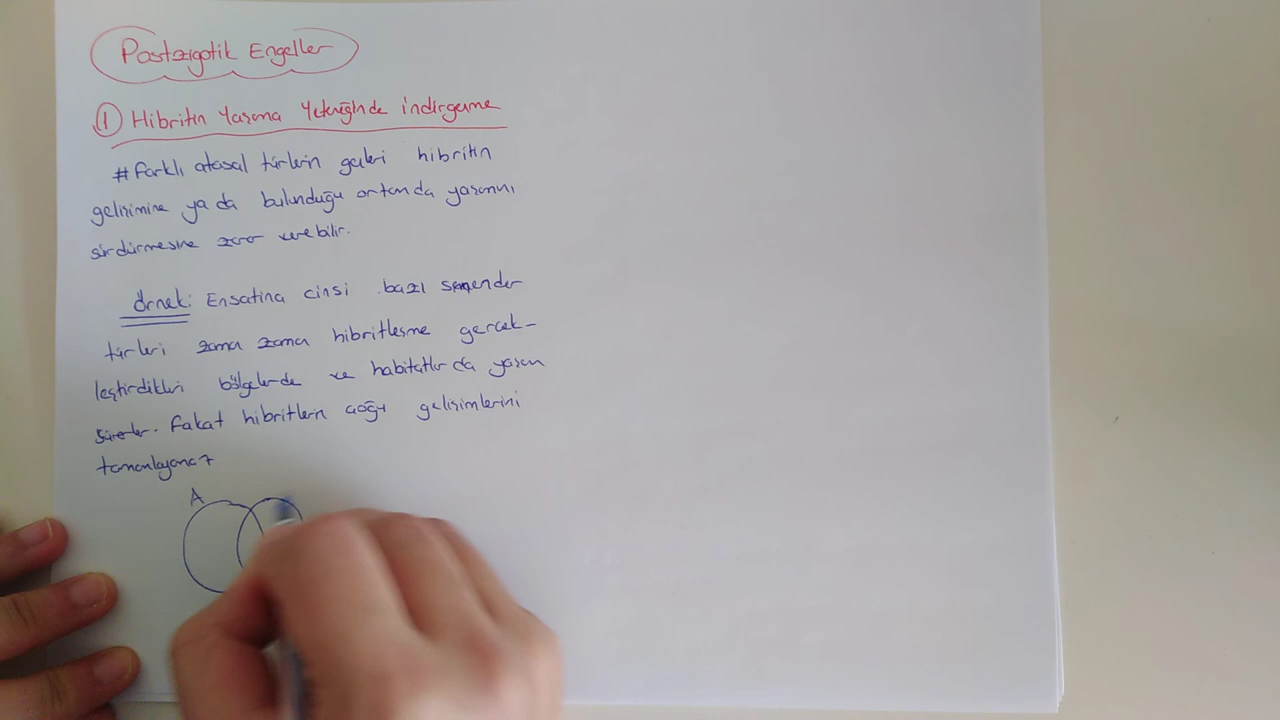 Postzigotik Engeller
① Hibritin Yaşama Yeteneğinde İndirgenme
# Farklı atasal türlerin genleri hibritin
gelişimine ya da bulunduğu ortamda yaşamını
sürdürmesine zarar verebilir.
Örnek: Ensatina cinsi bazı semender
türleri zaman zaman hibritleşme gerçek-
leştirdikleri bölgelerde ve habitatlarda yaşam
sürerler. Fakat hibritlerin çoğu gelişimlerini
tamamlayamaz
A